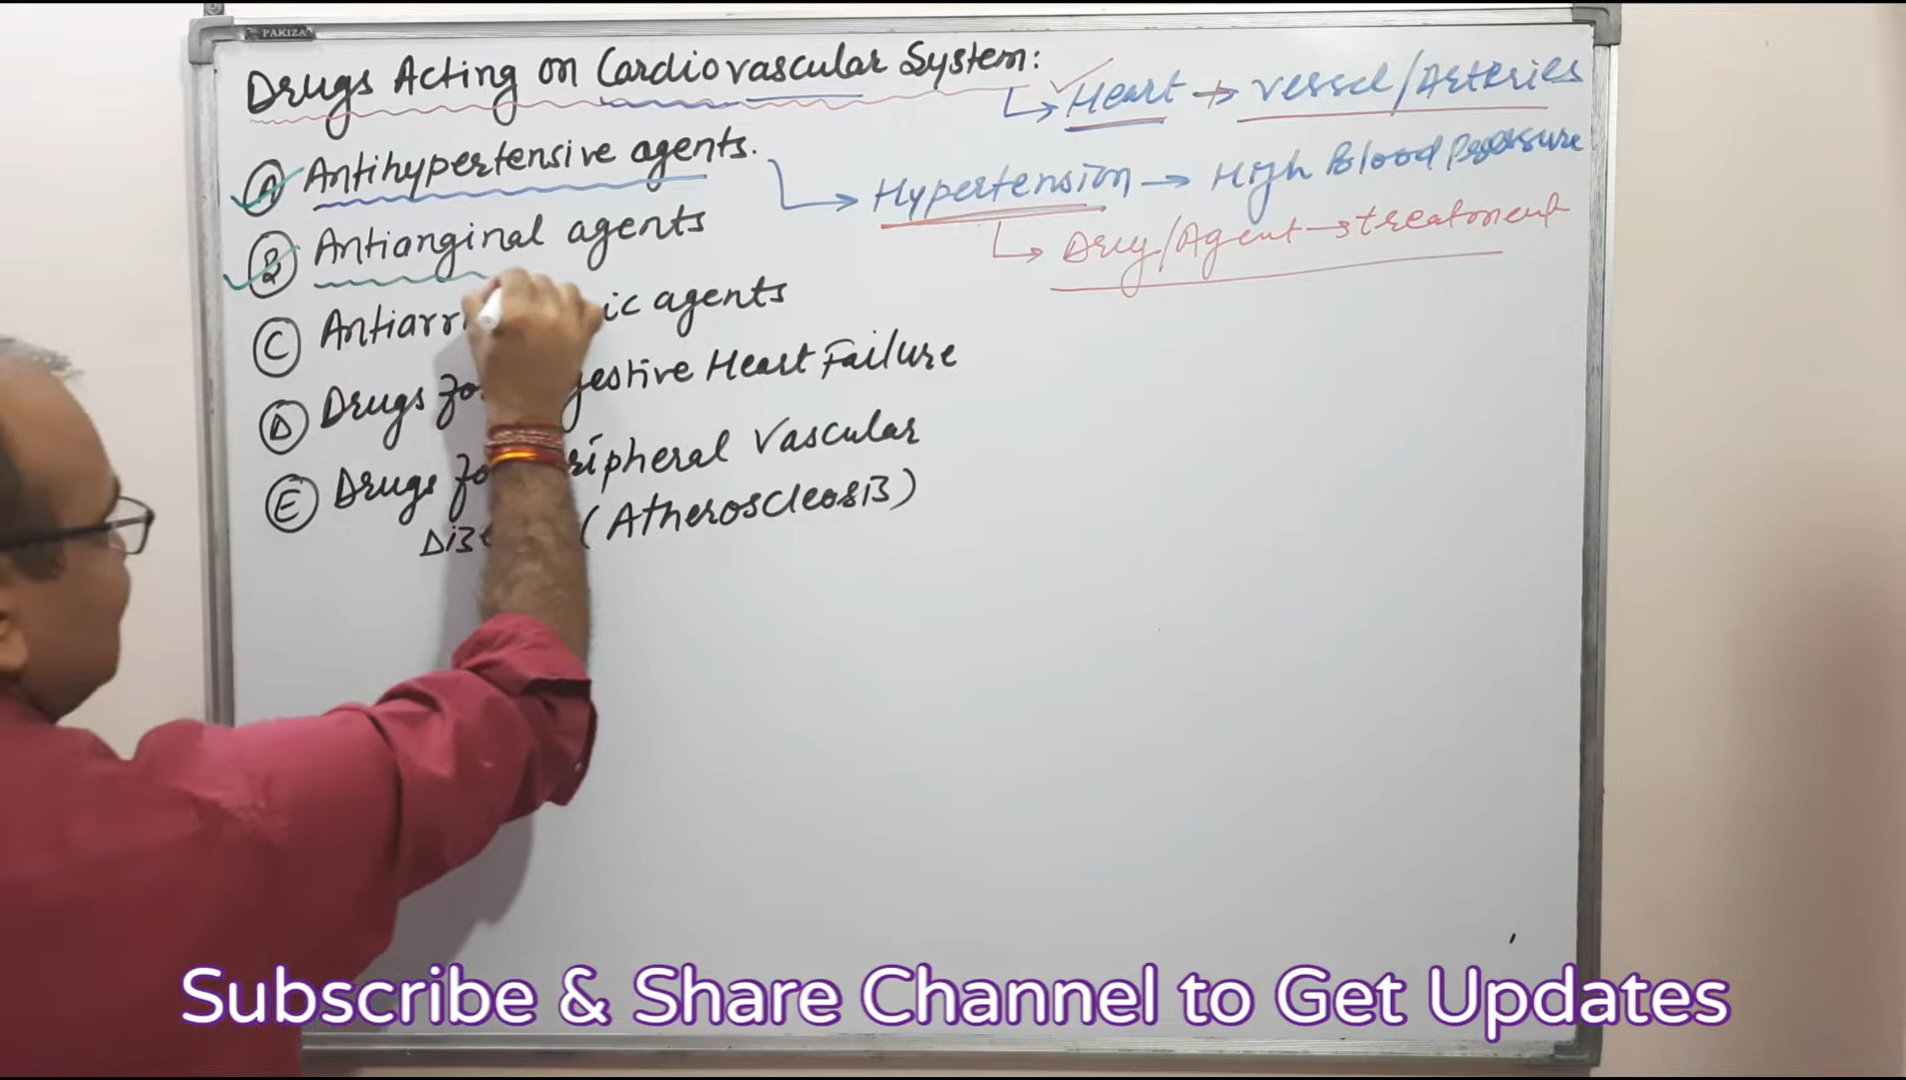 PAKIZA
Drugs Acting on Cardiovascular System:
Heart → Vessel/Arteries
A Antihypertensive agents.
Hypertension → High Blood Pressure
Drug/Agent → treatment
B Antianginal agents
C Antiarr ic agents
D Drugs fo gestive Heart Failure
E Drugs fo ripheral Vascular
Dise (AtheroscleosiB)
Subscribe & Share Channel to Get Updates